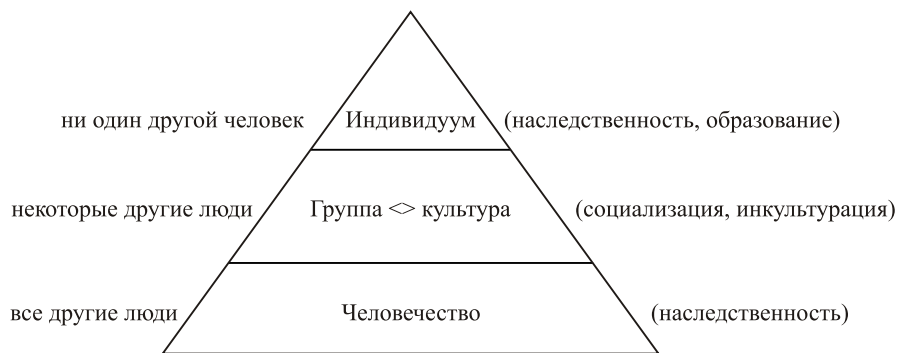 ни один другой человек Индивидуум (наследственность, образование)
некоторые другие люди Группа <> культура (социализация, инкультурация)
все другие люди Человечество (наследственность)